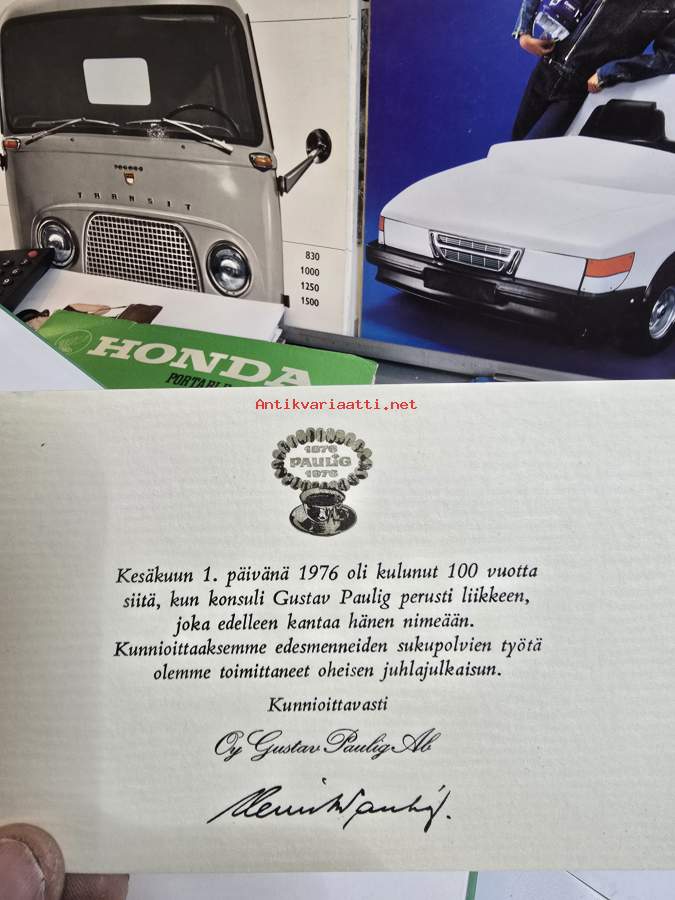 TRANSIT
830
1000
1250
1500
HONDA
PORTABLE
Antikvariaatti.net
1876
PAULIG
1976
Kesäkuun 1. päivänä 1976 oli kulunut 100 vuotta
siitä, kun konsuli Gustav Paulig perusti liikkeen,
joka edelleen kantaa hänen nimeään.
Kunnioittaaksemme edesmenneiden sukupolvien työtä
olemme toimittaneet oheisen juhlajulkaisun.
Kunnioittavasti
Oy Gustav Paulig Ab